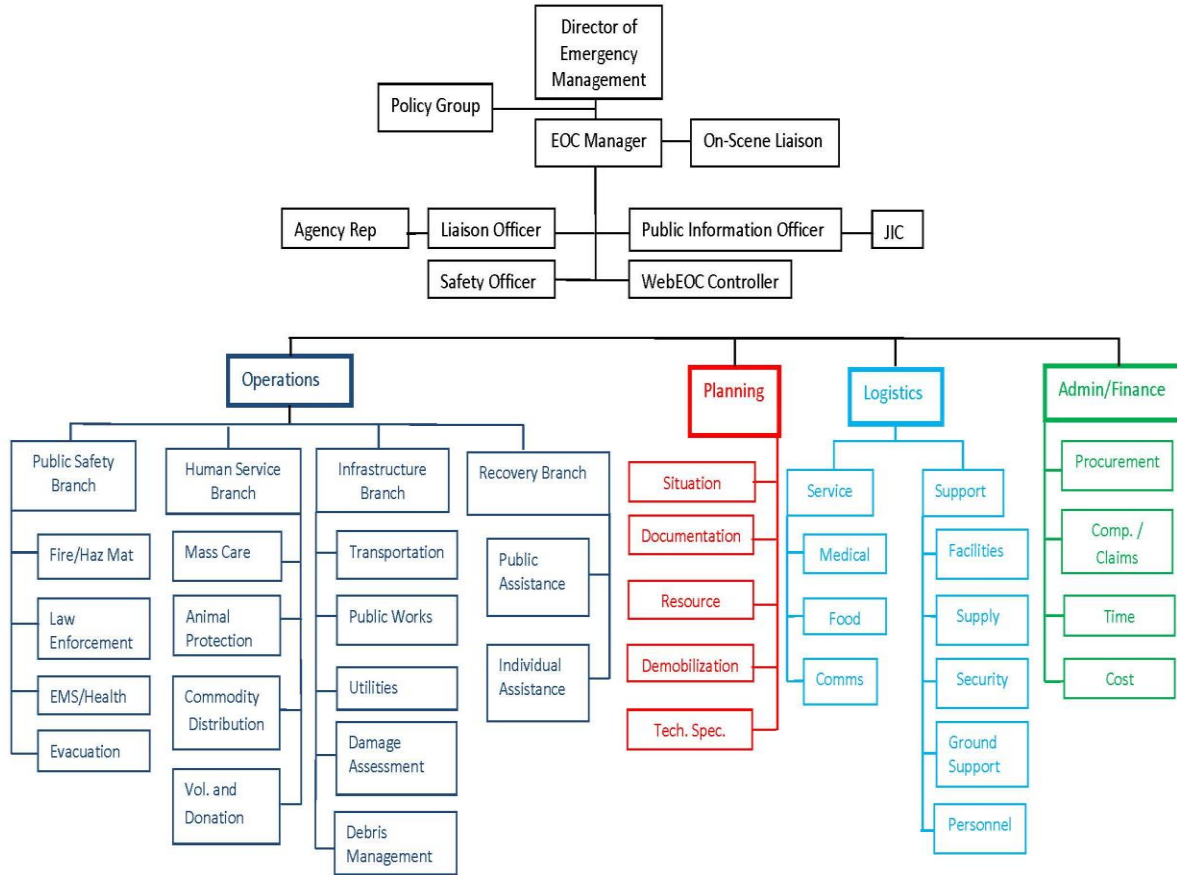 Director of
Emergency
Management
Policy Group
EOC Manager
On-Scene Liaison
Agency Rep
Liaison Officer
Public Information Officer
JIC
Safety Officer
WebEOC Controller
Operations
Planning
Logistics
Admin/Finance
Public Safety
Branch
Human Service
Branch
Infrastructure
Branch
Recovery Branch
Fire/Haz Mat
Law
Enforcement
EMS/Health
Evacuation
Mass Care
Animal
Protection
Commodity
Distribution
Vol. and
Donation
Transportation
Public Works
Utilities
Damage
Assessment
Debris
Management
Public
Assistance
Individual
Assistance
Situation
Documentation
Resource
Demobilization
Tech. Spec.
Service
Medical
Food
Comms
Support
Facilities
Supply
Security
Ground
Support
Personnel
Procurement
Comp. /
Claims
Time
Cost